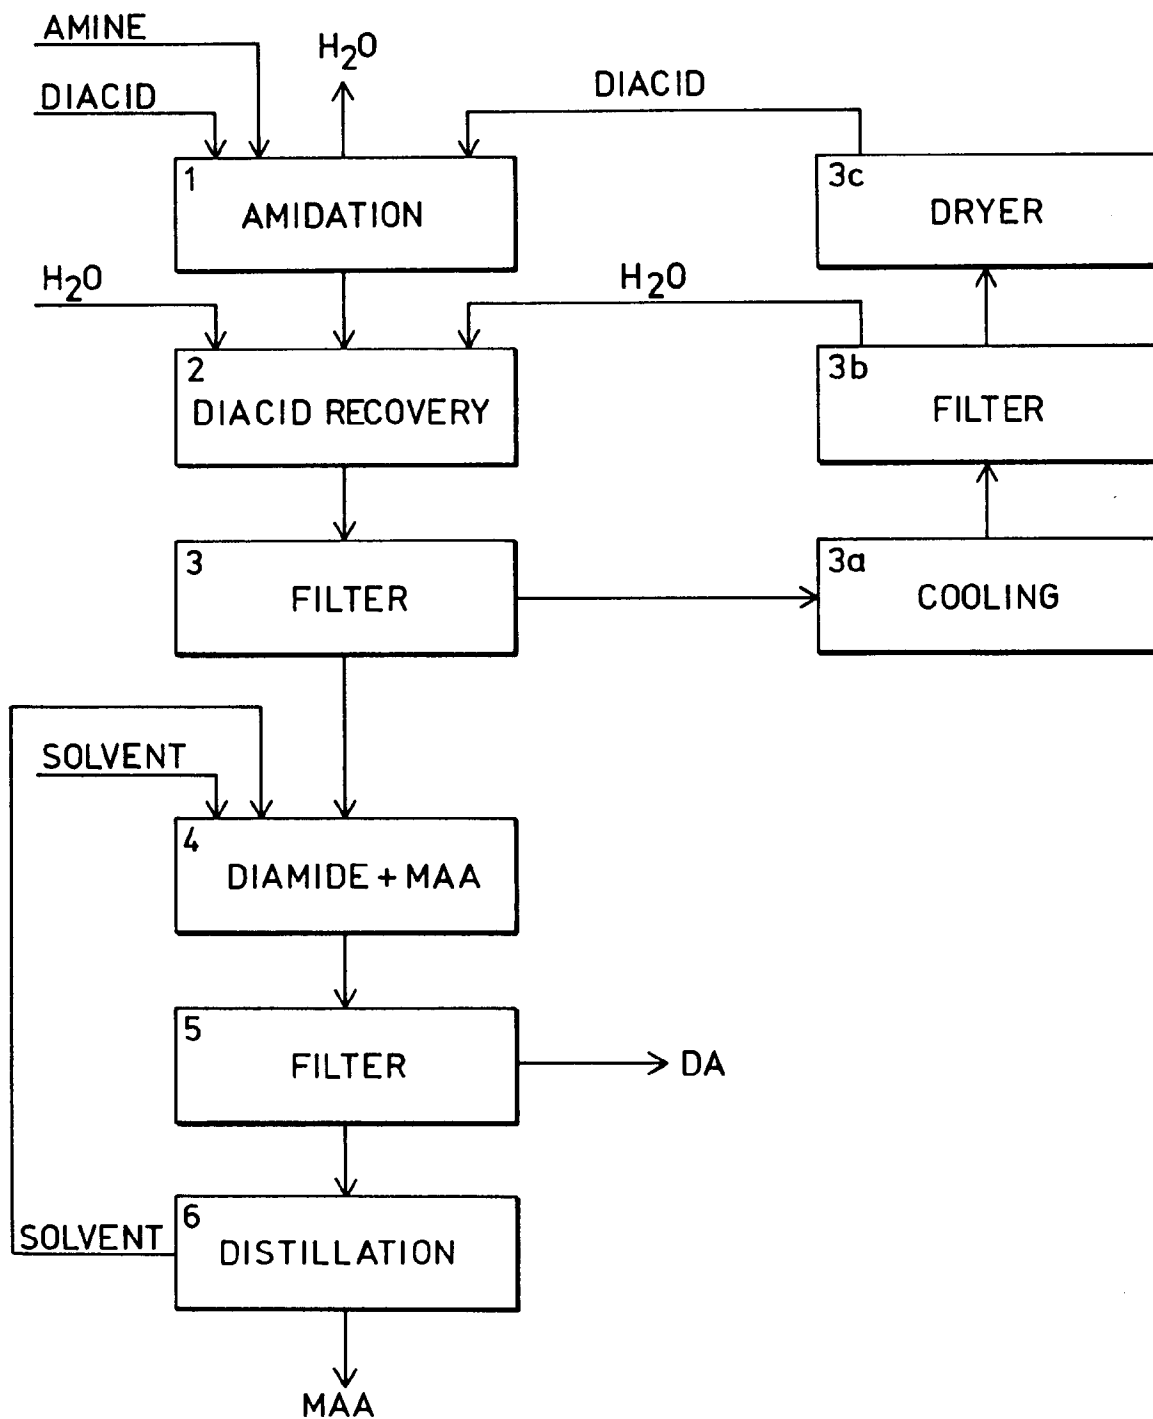 AMINE
H2O
DIACID
DIACID
1
AMIDATION
3c
DRYER
H2O
H2O
2
DIACID RECOVERY
3b
FILTER
3
FILTER
3a
COOLING
SOLVENT
4
DIAMIDE + MAA
5
FILTER
DA
6
SOLVENT
DISTILLATION
MAA